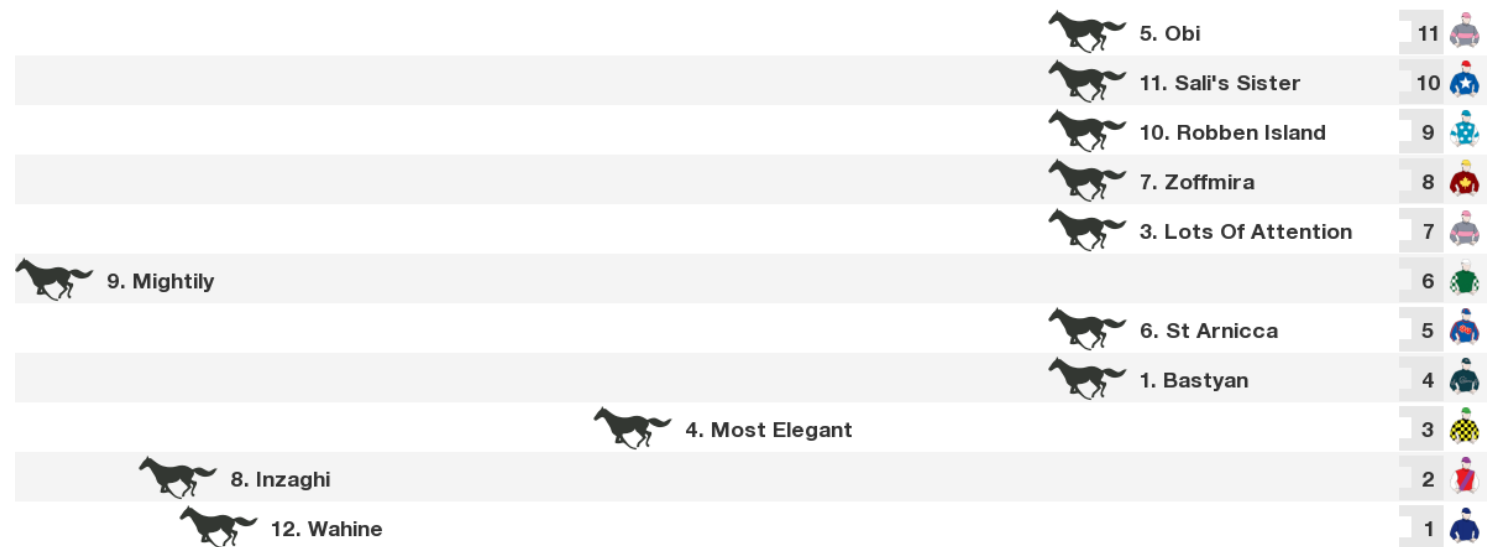 5. Obi 11
11. Sali's Sister 10
10. Robben Island 9
7. Zoffmira 8
3. Lots Of Attention 7
9. Mightily 6
6. St Arnicca 5
1. Bastyan 4
4. Most Elegant 3
8. Inzaghi 2
12. Wahine 1